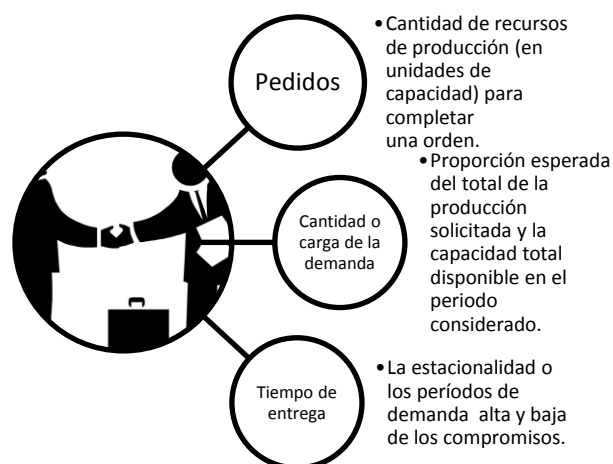 Pedidos
•Cantidad de recursos
de producción (en
unidades de
capacidad) para
completar
una orden.
Cantidad o
carga de la
demanda
•Proporción esperada
del total de la
producción
solicitada y la
capacidad total
disponible en el
periodo
considerado.
Tiempo de
entrega
•La estacionalidad o
los períodos de
demanda alta y baja
de los compromisos.